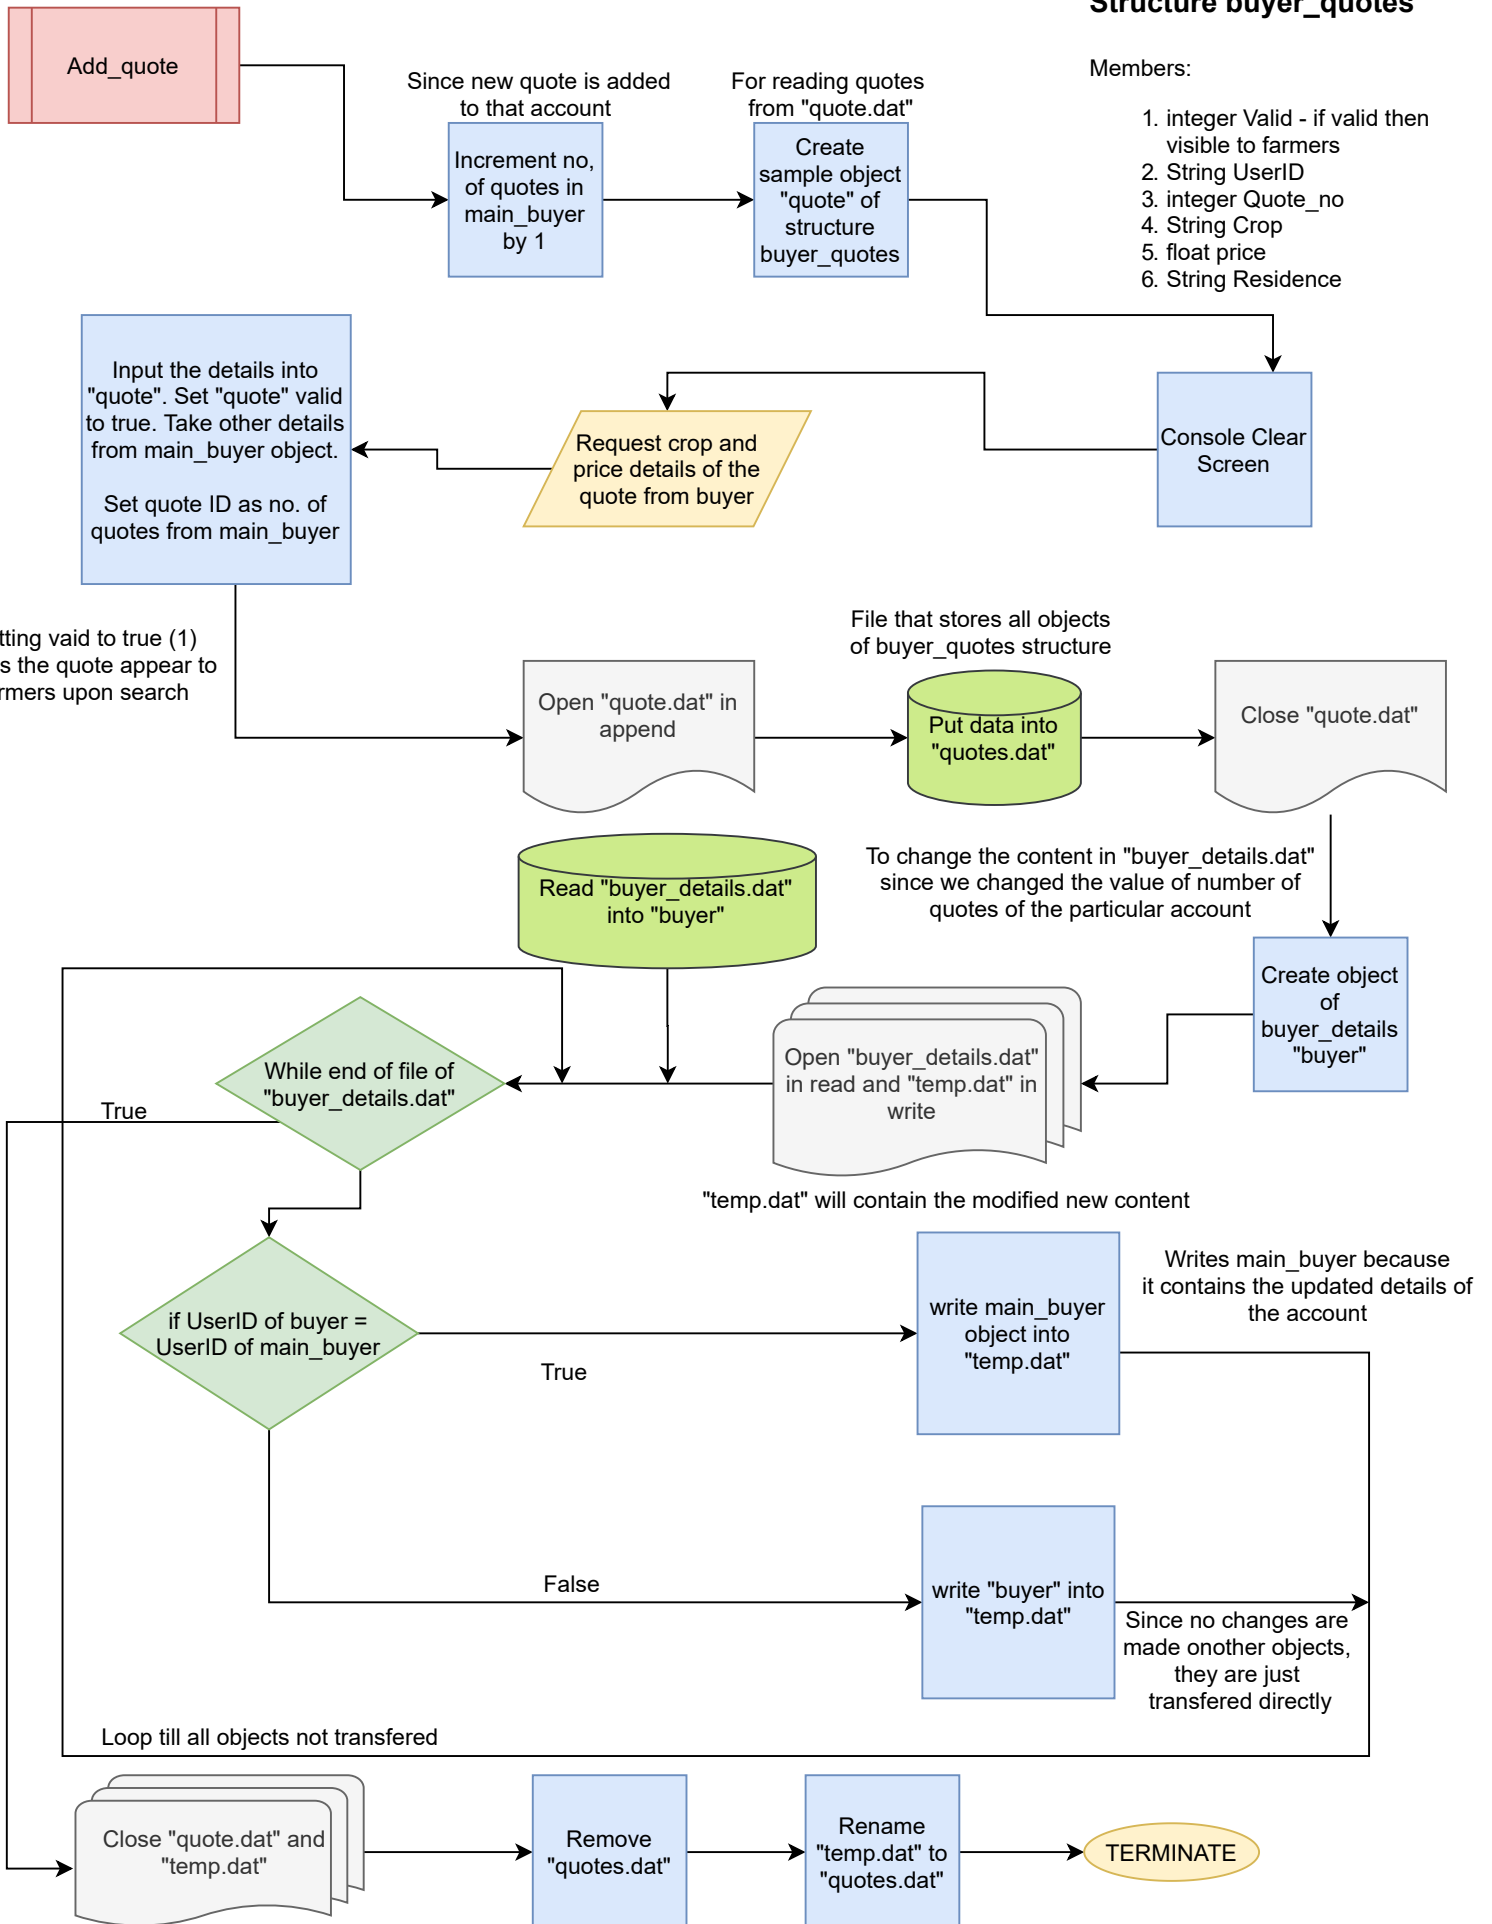 Structure buyer_quotes
Add_quote
Members:
1. integer Valid - if valid then
visible to farmers
2. String UserID
3. integer Quote_no
4. String Crop
5. float price
6. String Residence
Since new quote is added
to that account
Increment no,
of quotes in
main_buyer
by 1
For reading quotes
from "quote.dat"
Create
sample object
"quote" of
structure
buyer_quotes
Console Clear
Screen
Request crop and
price details of the
quote from buyer
Input the details into
"quote". Set "quote" valid
to true. Take other details
from main_buyer object.
Set quote ID as no. of
quotes from main_buyer
tting vaid to true (1)
s the quote appear to
rmers upon search
Open "quote.dat" in
append
File that stores all objects
of buyer_quotes structure
Put data into
"quotes.dat"
Close "quote.dat"
To change the content in "buyer_details.dat"
since we changed the value of number of
quotes of the particular account
Create object
of
buyer_details
"buyer"
Read "buyer_details.dat"
into "buyer"
Open "buyer_details.dat"
in read and "temp.dat" in
write
"temp.dat" will contain the modified new content
While end of file of
"buyer_details.dat"
True
if UserID of buyer =
UserID of main_buyer
True
write main_buyer
object into
"temp.dat"
Writes main_buyer because
it contains the updated details of
the account
False
write "buyer" into
"temp.dat"
Since no changes are
made onother objects,
they are just
transfered directly
Loop till all objects not transfered
Close "quote.dat" and
"temp.dat"
Remove
"quotes.dat"
Rename
"temp.dat" to
"quotes.dat"
TERMINATE